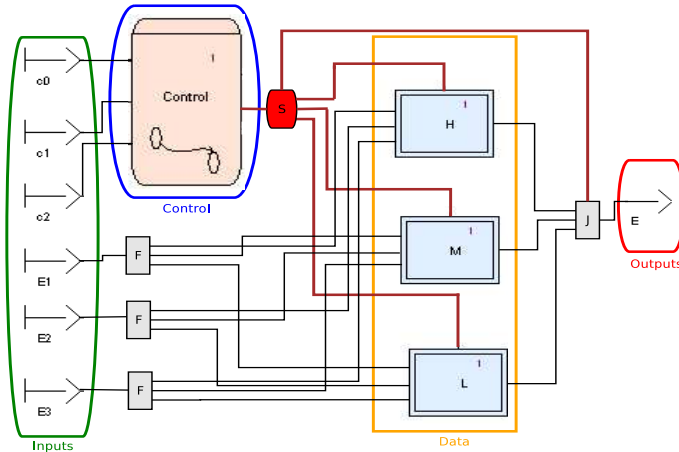 c0
c1
c2
E1
E2
E3
Inputs
1
Control
Control
S
F
F
F
1
H
1
M
1
L
Data
J
E
Outputs